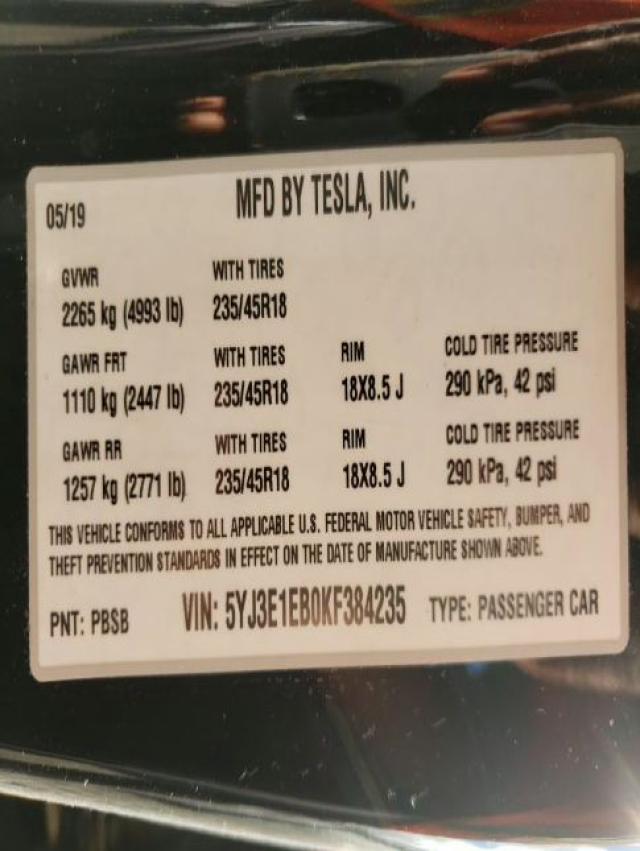 05/19 MFD BY TESLA, INC.
GVWR WITH TIRES
2265 kg (4993 lb) 235/45R18
GAWR FRT WITH TIRES RIM COLD TIRE PRESSURE
1110 kg (2447 lb) 235/45R18 18X8.5 J 290 kPa, 42 psi
GAWR RR WITH TIRES RIM COLD TIRE PRESSURE
1257 kg (2771 lb) 235/45R18 18X8.5 J 290 kPa, 42 psi
THIS VEHICLE CONFORMS TO ALL APPLICABLE U.S. FEDERAL MOTOR VEHICLE SAFETY, BUMPER, AND
THEFT PREVENTION STANDARDS IN EFFECT ON THE DATE OF MANUFACTURE SHOWN ABOVE.
PNT: PBSB VIN: 5YJ3E1EB0KF384235 TYPE: PASSENGER CAR